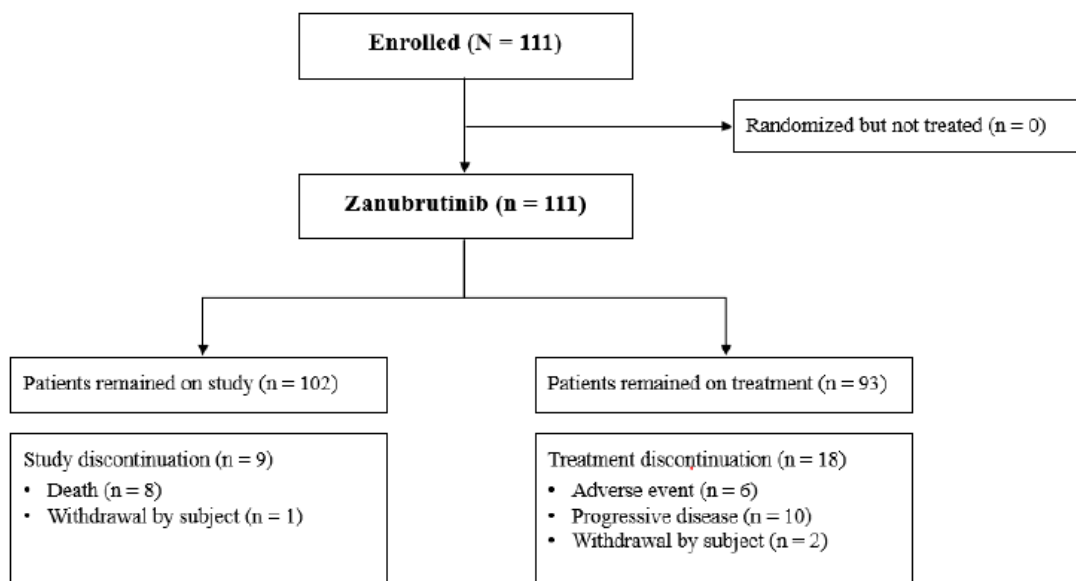 Enrolled (N = 111)
Randomized but not treated (n = 0)
Zanubrutinib (n = 111)
Patients remained on study (n = 102)
Study discontinuation (n = 9)
• Death (n = 8)
• Withdrawal by subject (n = 1)
Patients remained on treatment (n = 93)
Treatment discontinuation (n = 18)
• Adverse event (n = 6)
• Progressive disease (n = 10)
• Withdrawal by subject (n = 2)